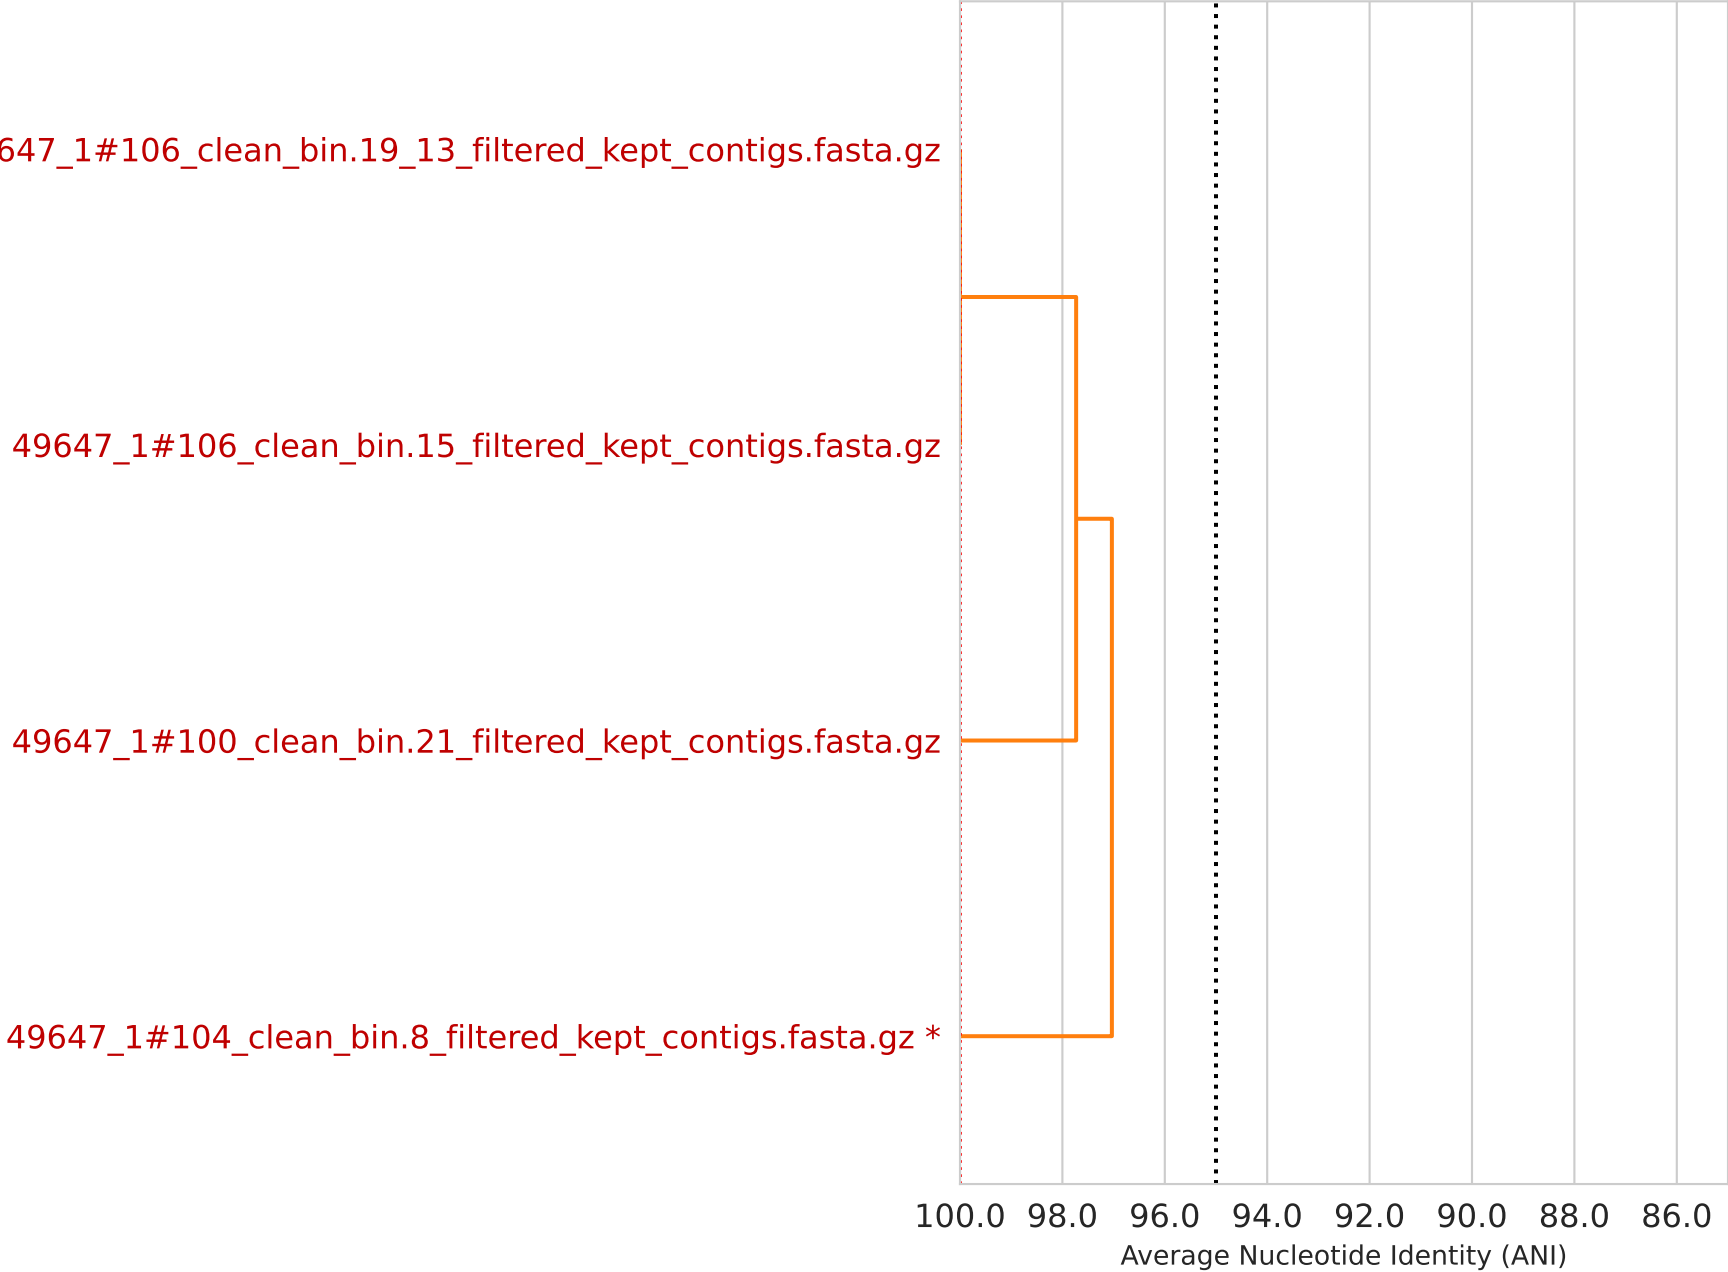 647_1#106_clean_bin.19_13_filtered_kept_contigs.fasta.gz
49647_1#106_clean_bin.15_filtered_kept_contigs.fasta.gz
49647_1#100_clean_bin.21_filtered_kept_contigs.fasta.gz
49647_1#104_clean_bin.8_filtered_kept_contigs.fasta.gz *
100.0 98.0 96.0 94.0 92.0 90.0 88.0 86.0
Average Nucleotide Identity (ANI)